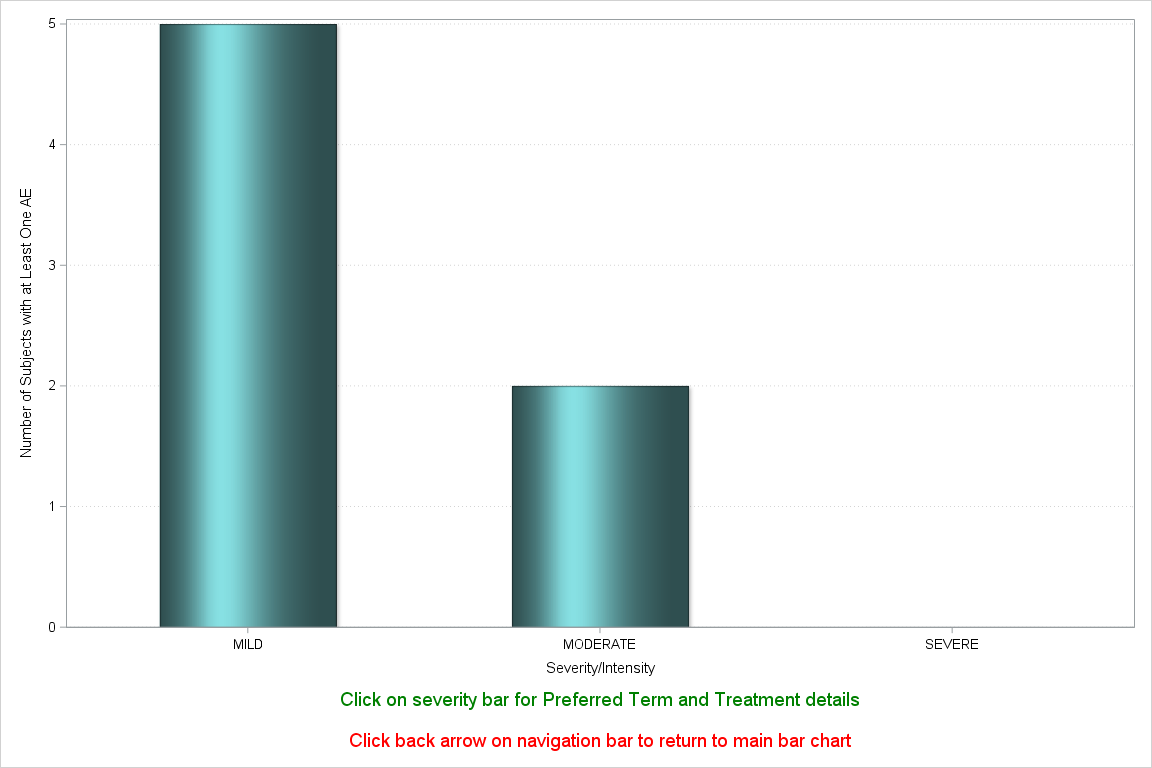 Number of Subjects with at Least One AE
5
4
3
2
1
0
MILD
MODERATE
SEVERE
Severity/Intensity
Click on severity bar for Preferred Term and Treatment details
Click back arrow on navigation bar to return to main bar chart